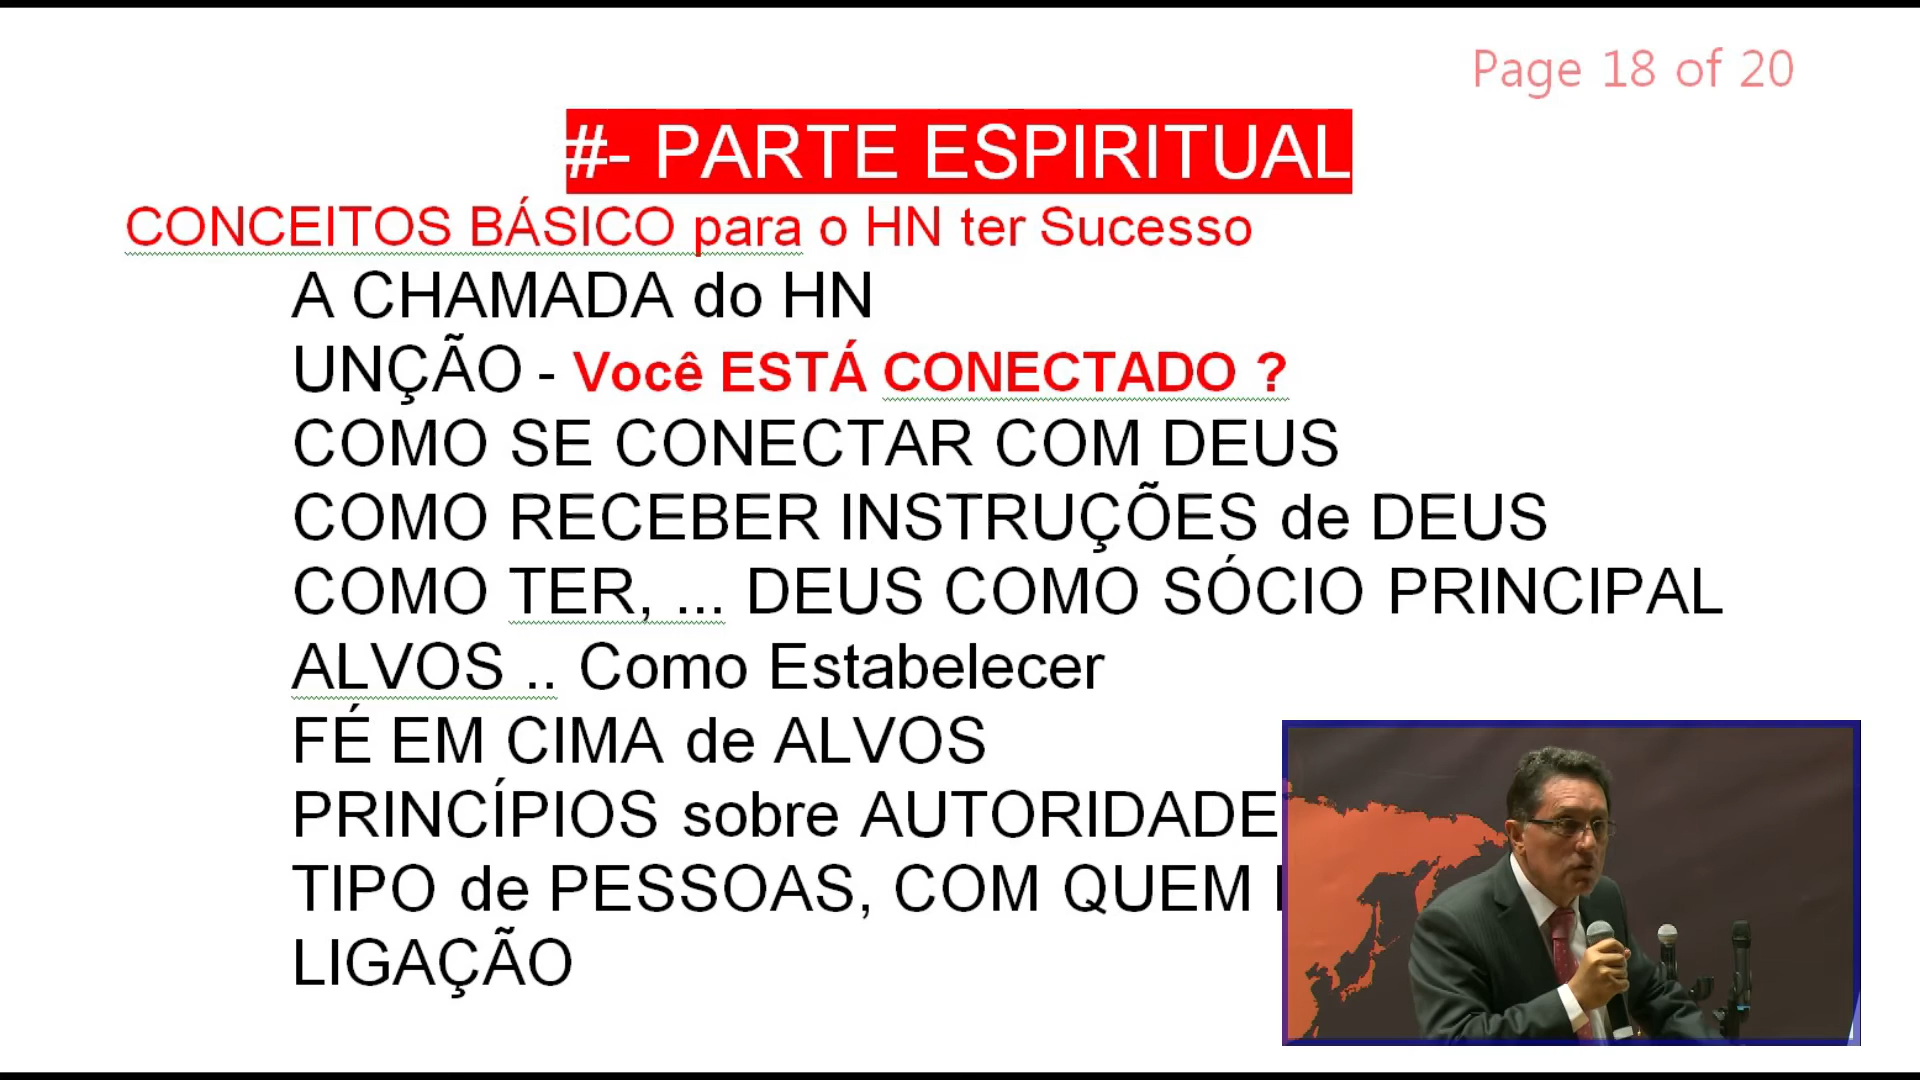 Page 18 of 20
#- PARTE ESPIRITUAL
CONCEITOS BÁSICO para o HN ter Sucesso
A CHAMADA do HN
UNÇÃO - Você ESTÁ CONECTADO ?
COMO SE CONECTAR COM DEUS
COMO RECEBER INSTRUÇÕES de DEUS
COMO TER, ... DEUS COMO SÓCIO PRINCIPAL
ALVOS .. Como Estabelecer
FÉ EM CIMA de ALVOS
PRINCÍPIOS sobre AUTORIDADE
TIPO de PESSOAS, COM QUEM
LIGAÇÃO